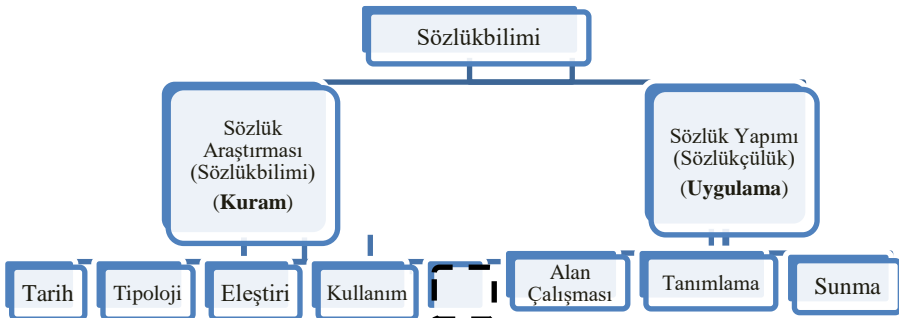 Sözlükbilimi
Sözlük
Araştırması
(Sözlükbilimi)
(Kuram)
Sözlük Yapımı
(Sözlükçülük)
(Uygulama)
Tarih
Tipoloji
Eleştiri
Kullanım
Alan
Çalışması
Tanımlama
Sunma